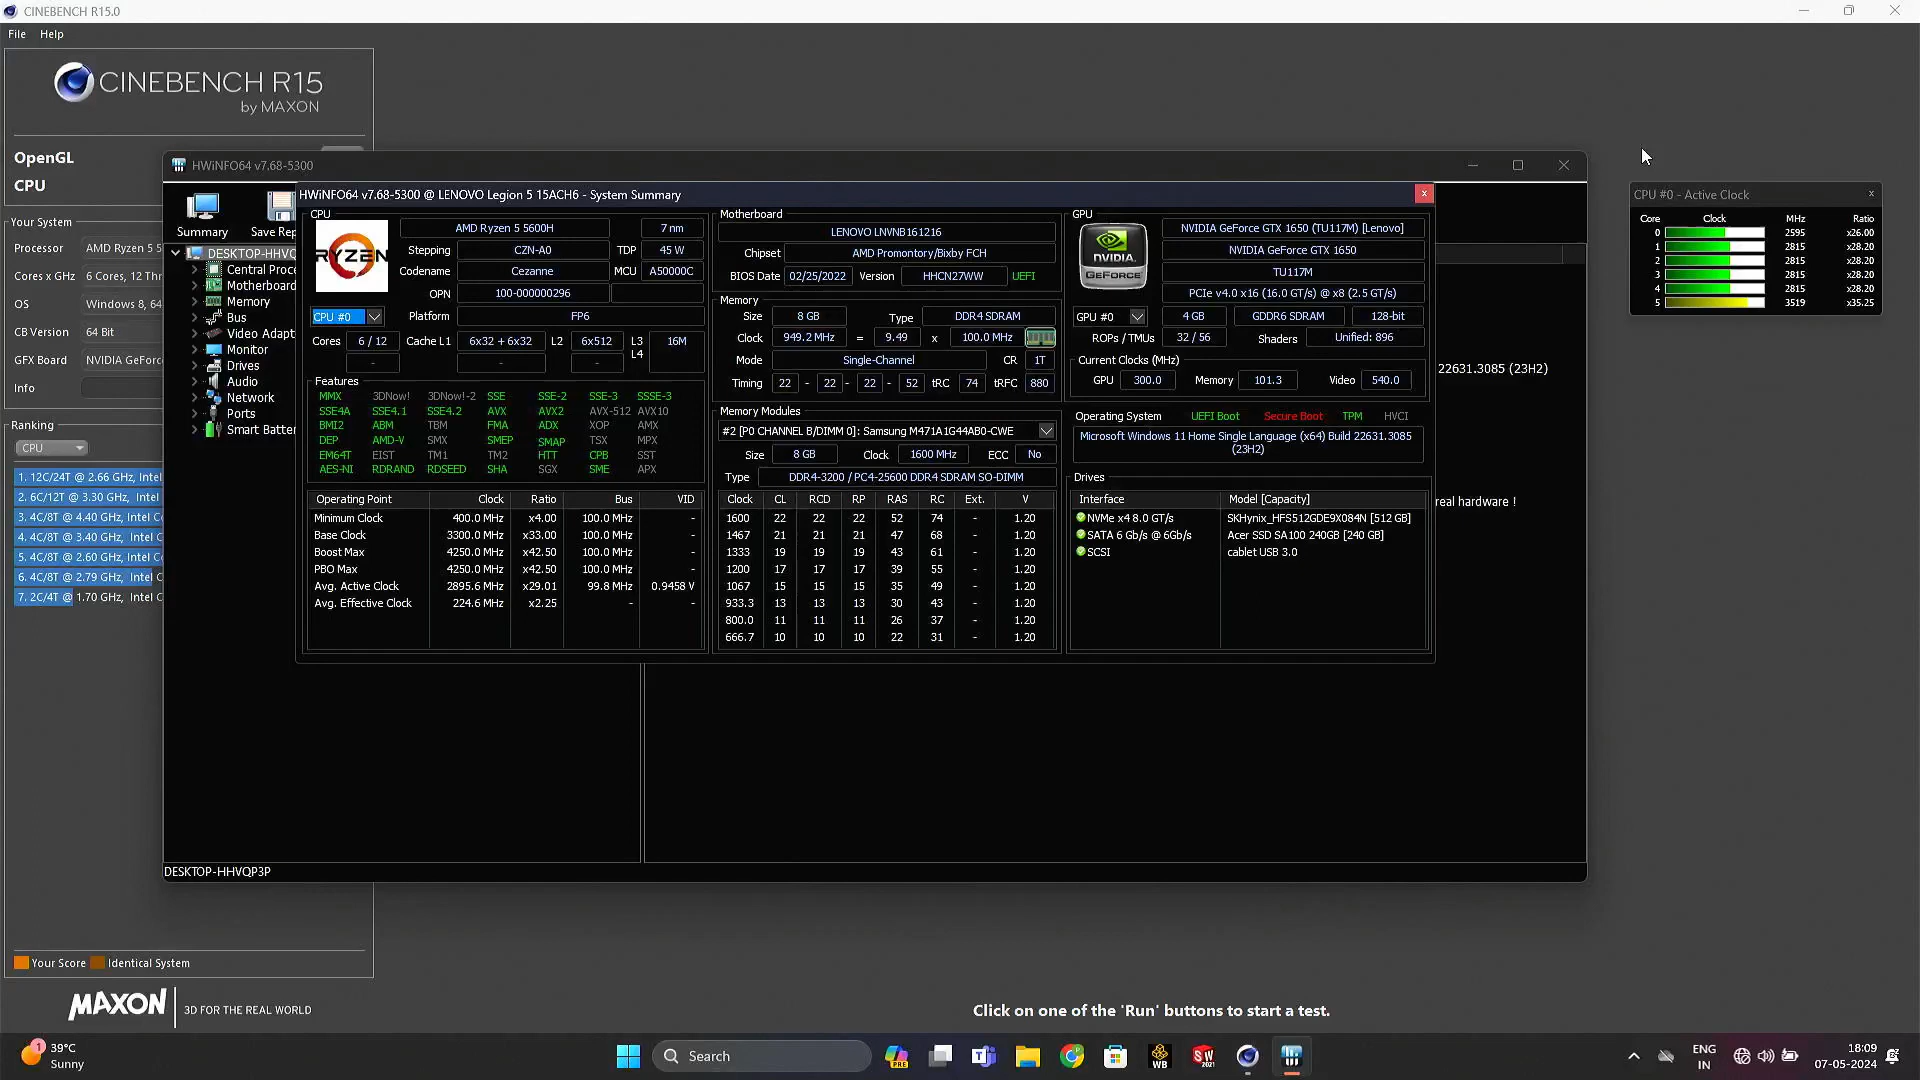 CINEBENCH R15.0
File Help
CINEBENCH R15
by MAXON
OpenGL
CPU
Your System
Processor AMD Ryzen 5 5
Cores x GHz 6 Cores, 12 Thr
OS Windows 8, 64
CB Version 64 Bit
GFX Board NVIDIA GeForc
Info
Ranking
CPU
1. 12C/24T @ 2.66 GHz, Intel
2. 6C/12T @ 3.30 GHz, Intel
3. 4C/8T @ 4.40 GHz, Intel Co
4. 4C/8T @ 3.40 GHz, Intel
5. 4C/8T @ 2.60 GHz, Intel
6. 4C/8T @ 2.79 GHz, Intel C
7. 2C/4T @ 1.70 GHz, Intel C
Your Score Identical System
MAXON 3D FOR THE REAL WORLD
Click on one of the 'Run' buttons to start a test.
HWiNFO64 v7.68-5300
Summary Save Rep
DESKTOP-HHVQ
Central Proce
Motherboard
Memory
Bus
Video Adapt
Monitor
Drives
Audio
Network
Ports
Smart Batter
22631.3085 (23H2)
real hardware !
DESKTOP-HHVQP3P
HWiNFO64 v7.68-5300 @ LENOVO Legion 5 15ACH6 - System Summary
CPU
RYZEN
AMD Ryzen 5 5600H 7 nm
Stepping CZN-A0 TDP 45 W
Codename Cezanne MCU A50000C
OPN 100-000000296
CPU #0 Platform FP6
Cores 6 / 12 Cache L1 6x32 + 6x32 L2 6x512 L3 16M
L4
- - -
Features
MMX 3DNow! 3DNow!-2 SSE SSE-2 SSE-3 SSSE-3
SSE4A SSE4.1 SSE4.2 AVX AVX2 AVX-512 AVX10
BMI2 ABM TBM FMA ADX XOP AMX
DEP AMD-V SMX SMEP SMAP TSX MPX
EM64T EIST TM1 TM2 HTT CPB SST
AES-NI RDRAND RDSEED SHA SGX SME APX
Operating Point Clock Ratio Bus VID
Minimum Clock 400.0 MHz x4.00 100.0 MHz -
Base Clock 3300.0 MHz x33.00 100.0 MHz -
Boost Max 4250.0 MHz x42.50 100.0 MHz -
PBO Max 4250.0 MHz x42.50 100.0 MHz -
Avg. Active Clock 2895.6 MHz x29.01 99.8 MHz 0.9458 V
Avg. Effective Clock 224.6 MHz x2.25 - -
Motherboard
LENOVO LNVNB161216
Chipset AMD Promontory/Bixby FCH
BIOS Date 02/25/2022 Version HHCN27WW UEFI
Memory
Size 8 GB Type DDR4 SDRAM
Clock 949.2 MHz = 9.49 x 100.0 MHz
Mode Single-Channel CR 1T
Timing 22 - 22 - 22 - 52 tRC 74 tRFC 880
Memory Modules
#2 [P0 CHANNEL B/DIMM 0]: Samsung M471A1G44AB0-CWE
Size 8 GB Clock 1600 MHz ECC No
Type DDR4-3200 / PC4-25600 DDR4 SDRAM SO-DIMM
Clock CL RCD RP RAS RC Ext. V
1600 22 22 22 52 74 - 1.20
1467 21 21 21 47 68 - 1.20
1333 19 19 19 43 61 - 1.20
1200 17 17 17 39 55 - 1.20
1067 15 15 15 35 49 - 1.20
933.3 13 13 13 30 43 - 1.20
800.0 11 11 11 26 37 - 1.20
666.7 10 10 10 22 31 - 1.20
GPU
NVIDIA GEFORCE
NVIDIA GeForce GTX 1650 (TU117M) [Lenovo]
NVIDIA GeForce GTX 1650
TU117M
PCIe v4.0 x16 (16.0 GT/s) @ x8 (2.5 GT/s)
GPU #0 4 GB GDDR6 SDRAM 128-bit
ROPs / TMUs 32 / 56 Shaders Unified: 896
Current Clocks (MHz)
GPU 300.0 Memory 101.3 Video 540.0
Operating System UEFI Boot Secure Boot TPM HVCI
Microsoft Windows 11 Home Single Language (x64) Build 22631.3085
(23H2)
Drives
Interface Model [Capacity]
NVMe x4 8.0 GT/s SKHynix_HFS512GDE9X084N [512 GB]
SATA 6 Gb/s @ 6Gb/s Acer SSD SA100 240GB [240 GB]
SCSI cablet USB 3.0
CPU #0 - Active Clock
Core Clock MHz Ratio
0 2595 x26.00
1 2815 x28.20
2 2815 x28.20
3 2815 x28.20
4 2815 x28.20
5 3519 x35.25
1
39°C
Sunny
Search
PRE
WB
SW
2021
ENG
IN
18:09
07-05-2024